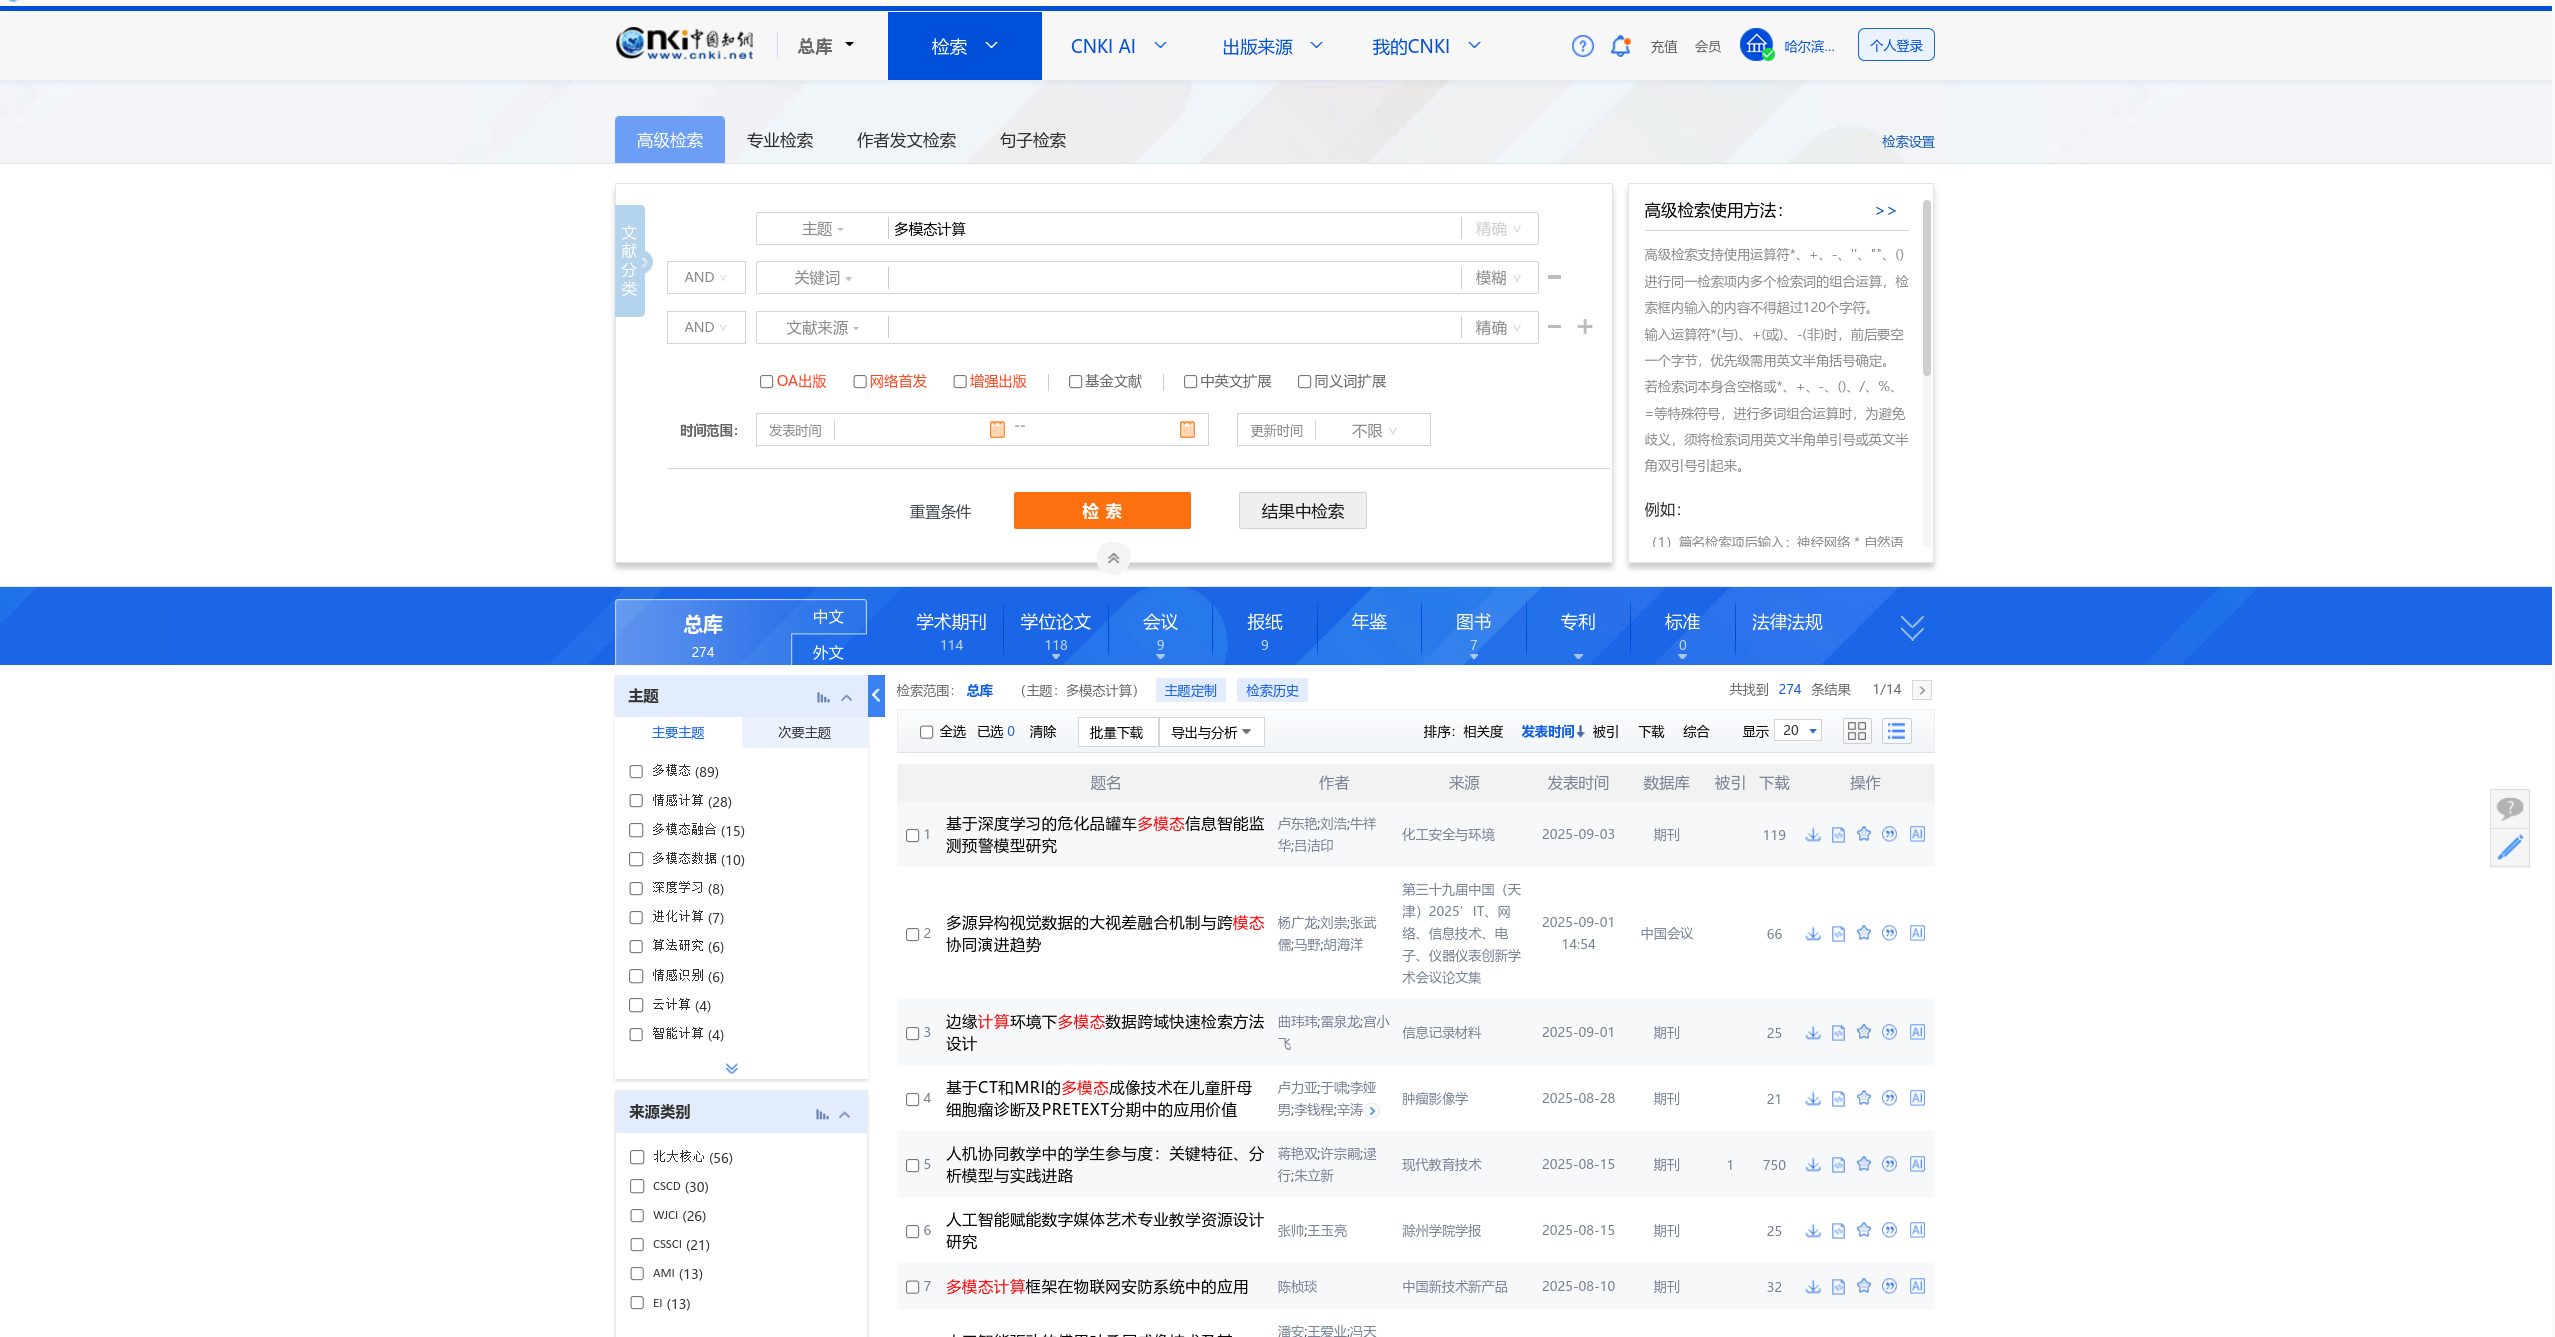 CNKI中国知网
www.cnki.net
总库
检索
CNKI AI
出版来源
我的CNKI
充值
会员
哈尔滨...
个人登录
高级检索
专业检索
作者发文检索
句子检索
检索设置
文献分类
主题
多模态计算
精确
AND
关键词
模糊
AND
文献来源
精确
OA出版
网络首发
增强出版
基金文献
中英文扩展
同义词扩展
时间范围：
发表时间
--
更新时间
不限
重置条件
检 索
结果中检索
高级检索使用方法：
>>
高级检索支持使用运算符*、+、-、''、""、()
进行同一检索项内多个检索词的组合运算，检
索框内输入的内容不得超过120个字符。
输入运算符*(与)、+(或)、-(非)时，前后要空
一个字节，优先级需用英文半角括号确定。
若检索词本身含空格或*、+、-、()、/、%、
=等特殊符号，进行多词组合运算时，为避免
歧义，须将检索词用英文半角单引号或英文半
角双引号引起来。
例如：
（1）篇名检索项后输入：神经网络 * 自然语
总库
274
中文
外文
学术期刊
114
学位论文
118
会议
9
报纸
9
年鉴
图书
7
专利
标准
0
法律法规
主题
主要主题
次要主题
多模态 (89)
情感计算 (28)
多模态融合 (15)
多模态数据 (10)
深度学习 (8)
进化计算 (7)
算法研究 (6)
情感识别 (6)
云计算 (4)
智能计算 (4)
来源类别
北大核心 (56)
CSCD (30)
WJCI (26)
CSSCI (21)
AMI (13)
EI (13)
检索范围：
总库
（主题：多模态计算）
主题定制
检索历史
共找到 274 条结果
1/14
全选
已选 0
清除
批量下载
导出与分析
排序：
相关度
发表时间↓
被引
下载
综合
显示 20
题名
作者
来源
发表时间
数据库
被引
下载
操作
1
基于深度学习的危化品罐车多模态信息智能监
测预警模型研究
卢东艳;刘浩;牛祥
华;吕洁印
化工安全与环境
2025-09-03
期刊
119
AI
2
多源异构视觉数据的大视差融合机制与跨模态
协同演进趋势
杨广龙;刘崇;张武
儒;马野;胡海洋
第三十九届中国（天
津）2025’IT、网
络、信息技术、电
子、仪器仪表创新学
术会议论文集
2025-09-01
14:54
中国会议
66
AI
3
边缘计算环境下多模态数据跨域快速检索方法
设计
曲玮玮;雷泉龙;宫小
飞
信息记录材料
2025-09-01
期刊
25
AI
4
基于CT和MRI的多模态成像技术在儿童肝母
细胞瘤诊断及PRETEXT分期中的应用价值
卢力亚;于啸;李娅
男;李钱程;辛涛
肿瘤影像学
2025-08-28
期刊
21
AI
5
人机协同教学中的学生参与度：关键特征、分
析模型与实践进路
蒋艳双;许宗嗣;逯
行;朱立新
现代教育技术
2025-08-15
期刊
1
750
AI
6
人工智能赋能数字媒体艺术专业教学资源设计
研究
张帅;王玉亮
滁州学院学报
2025-08-15
期刊
25
AI
7
多模态计算框架在物联网安防系统中的应用
陈桢琰
中国新技术新产品
2025-08-10
期刊
32
AI
潘安;王爱业;冯天